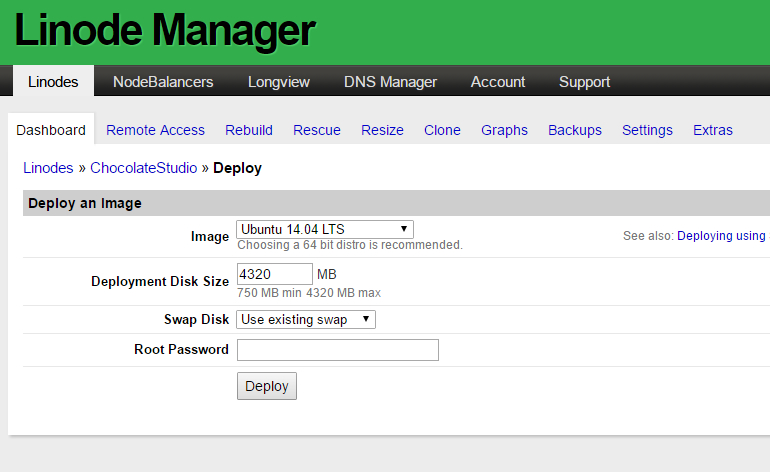 Linode Manager
Linodes NodeBalancers Longview DNS Manager Account Support
Dashboard Remote Access Rebuild Rescue Resize Clone Graphs Backups Settings Extras
Linodes » ChocolateStudio » Deploy
Deploy an Image
Image Ubuntu 14.04 LTS See also: Deploying using
Choosing a 64 bit distro is recommended.
Deployment Disk Size 4320 MB
750 MB min 4320 MB max
Swap Disk Use existing swap
Root Password
Deploy